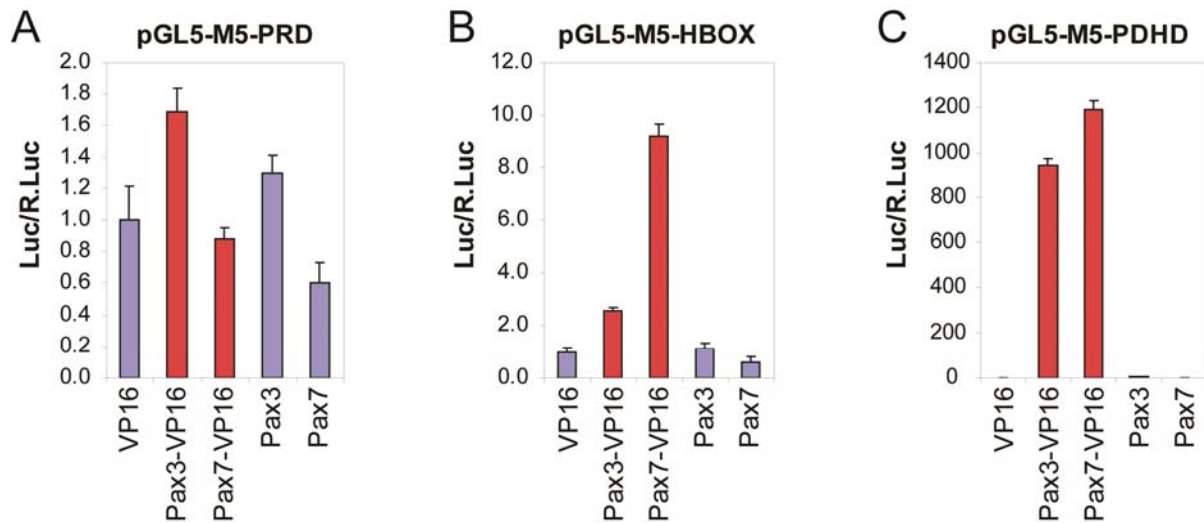 A
pGL5-M5-PRD
Luc/R.Luc
2.0
1.8
1.6
1.4
1.2
1.0
0.8
0.6
0.4
0.2
0.0
VP16
Pax3-VP16
Pax7-VP16
Pax3
Pax7
B
pGL5-M5-HBOX
Luc/R.Luc
12.0
10.0
8.0
6.0
4.0
2.0
0.0
VP16
Pax3-VP16
Pax7-VP16
Pax3
Pax7
C
pGL5-M5-PDHD
Luc/R.Luc
1400
1200
1000
800
600
400
200
0
VP16
Pax3-VP16
Pax7-VP16
Pax3
Pax7